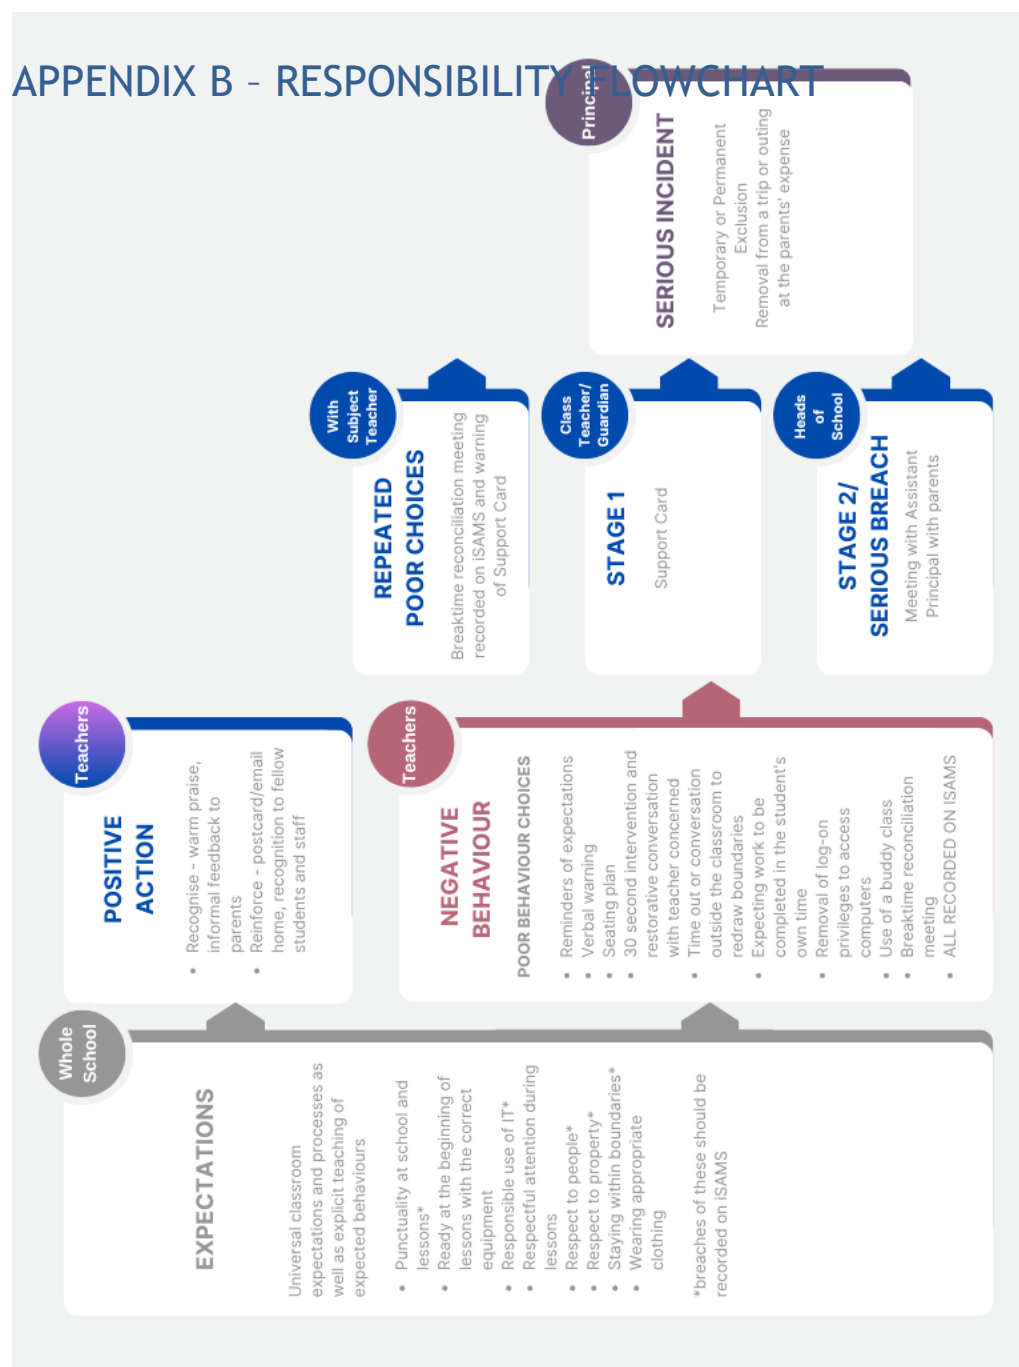 APPENDIX B – RESPONSIBILITY FLOWCHART
Whole
School
EXPECTATIONS
Universal classroom
expectations and processes as
well as explicit teaching of
expected behaviours
• Punctuality at school and
lessons*
• Ready at the beginning of
lessons with the correct
equipment
• Responsible use of IT*
• Respectful attention during
lessons
• Respect to people*
• Respect to property*
• Staying within boundaries*
• Wearing appropriate
clothing
*breaches of these should be
recorded on iSAMS
Teachers
POSITIVE
ACTION
• Recognise - warm praise,
informal feedback to
parents
• Reinforce - postcard/email
home, recognition to fellow
students and staff
Teachers
NEGATIVE
BEHAVIOUR
POOR BEHAVIOUR CHOICES
• Reminders of expectations
• Verbal warning
• Seating plan
• 30 second intervention and
restorative conversation
with teacher concerned
• Time out or conversation
outside the classroom to
redraw boundaries
• Expecting work to be
completed in the student's
own time
• Removal of log-on
privileges to access
computers
• Use of a buddy class
• Breaktime reconciliation
meeting
• ALL RECORDED ON ISAMS
With
Subject
Teacher
REPEATED
POOR CHOICES
Breaktime reconciliation meeting
recorded on iSAMS and warning
of Support Card
Class
Teacher/
Guardian
STAGE 1
Support Card
Heads
of
School
STAGE 2/
SERIOUS BREACH
Meeting with Assistant
Principal with parents
Principal
SERIOUS INCIDENT
Temporary or Permanent
Exclusion
Removal from a trip or outing
at the parents' expense